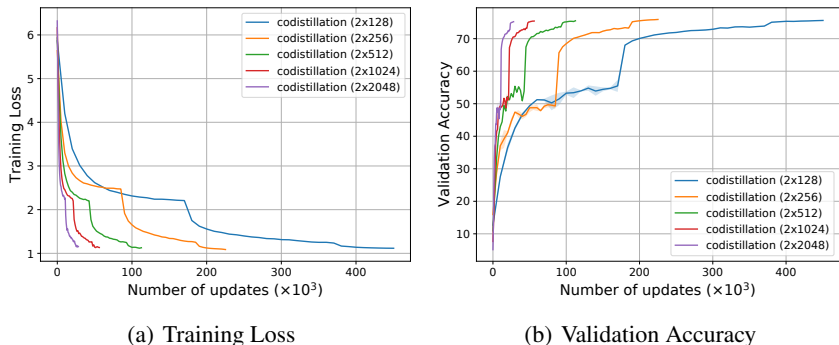 6
5
4
3
2
1
0
100
200
300
400
Training Loss
Number of updates (×10³)
codistillation (2x128)
codistillation (2x256)
codistillation (2x512)
codistillation (2x1024)
codistillation (2x2048)
(a) Training Loss
70
60
50
40
30
20
10
0
100
200
300
400
Validation Accuracy
Number of updates (×10³)
codistillation (2x128)
codistillation (2x256)
codistillation (2x512)
codistillation (2x1024)
codistillation (2x2048)
(b) Validation Accuracy